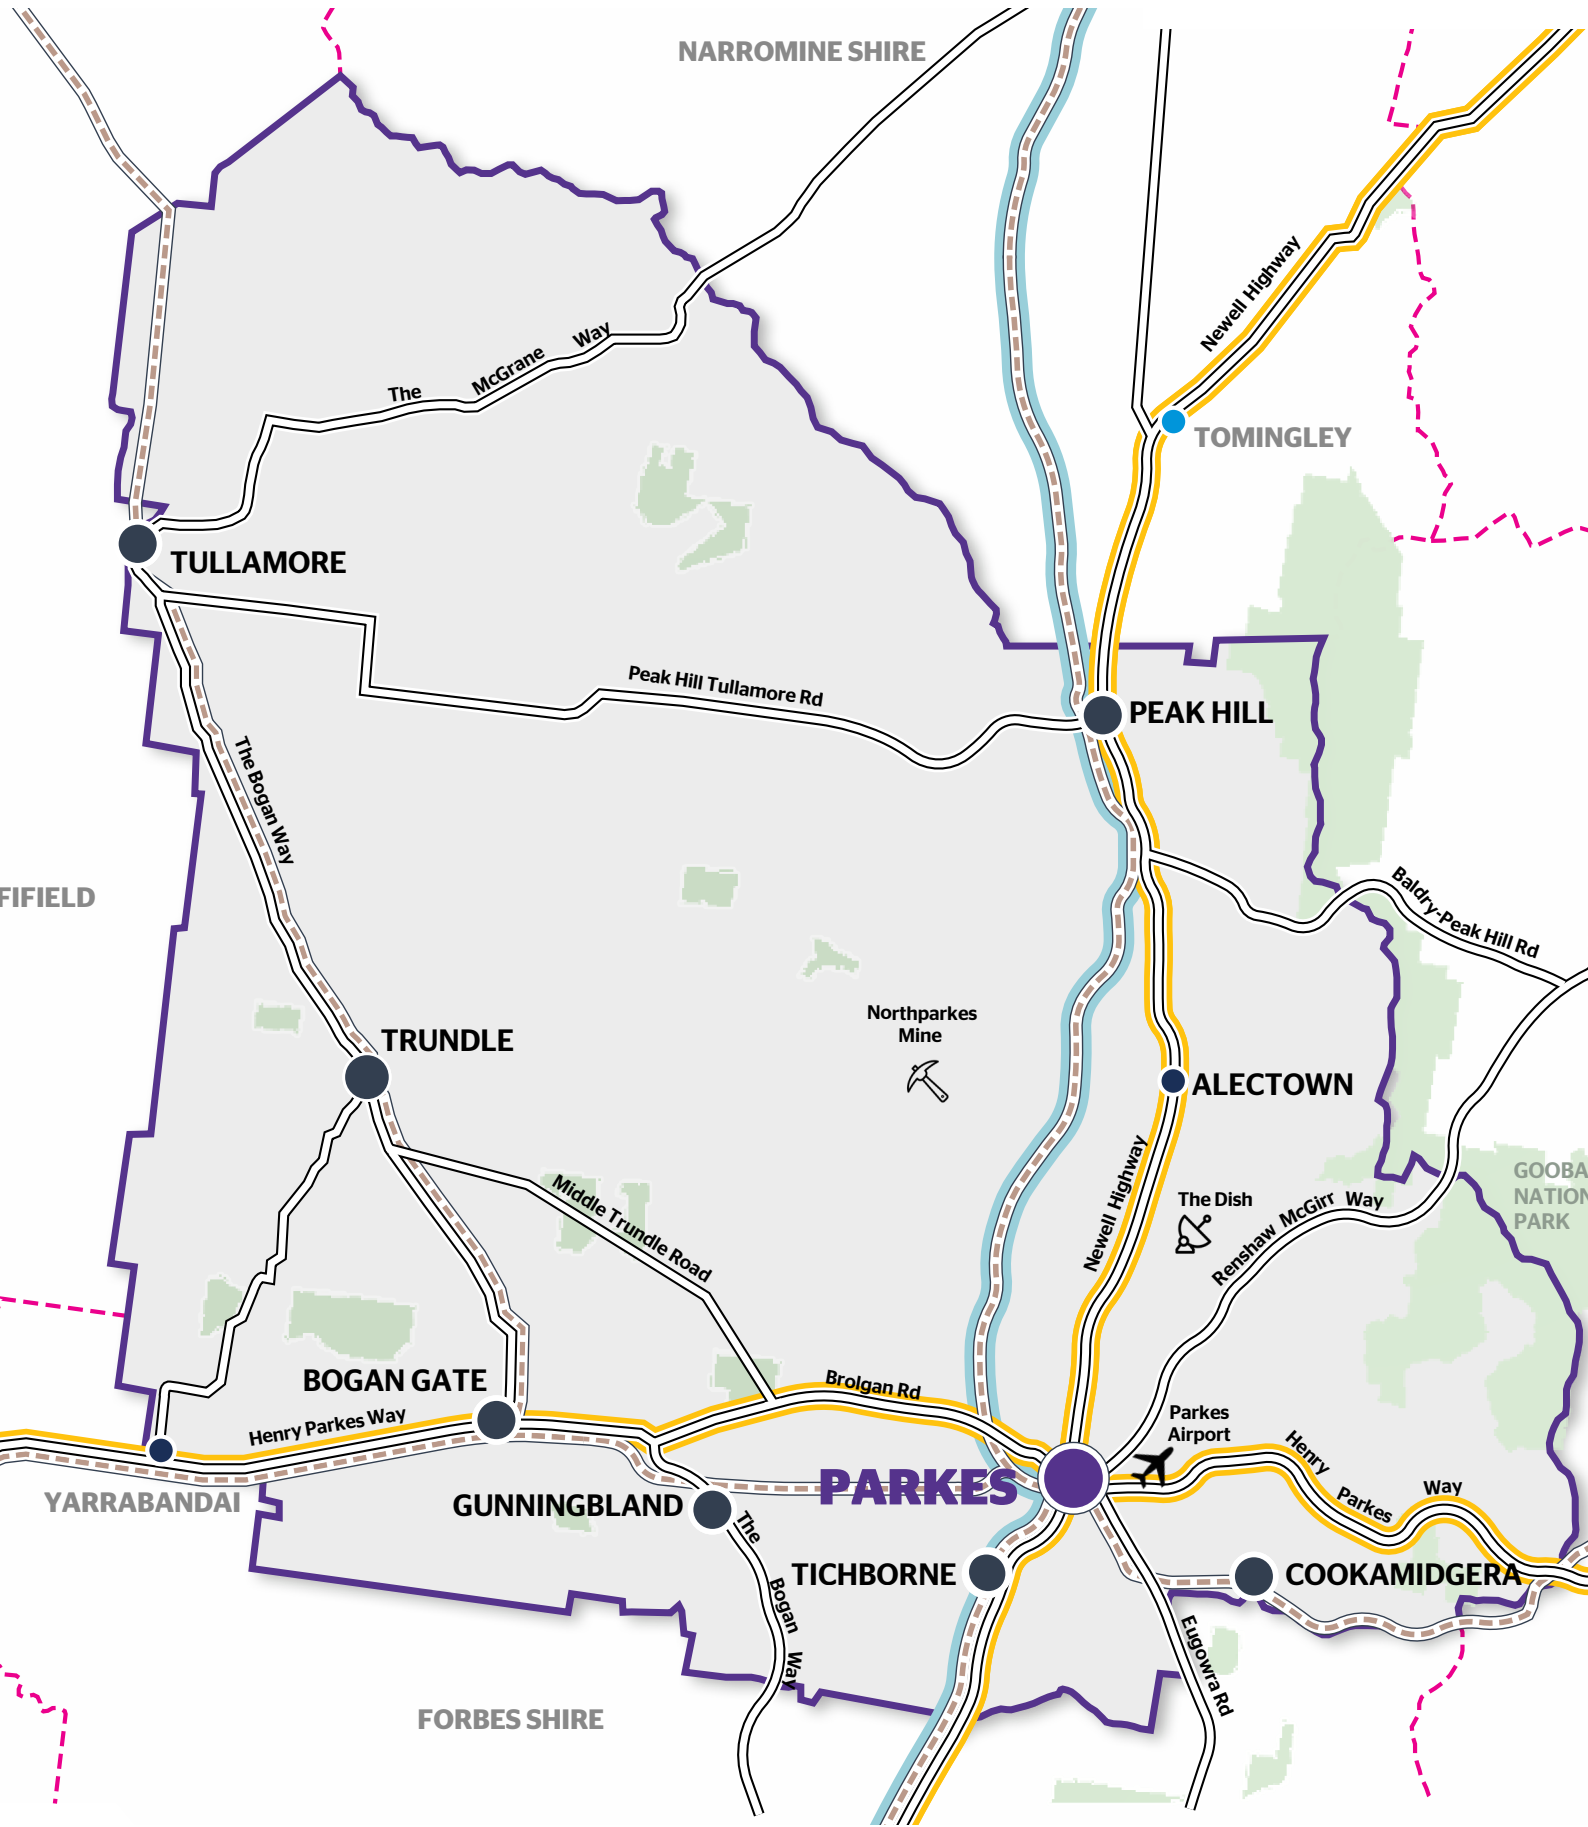 NARROMINE SHIRE
Newell Highway
The McGrane Way
TOMINGLEY
TULLAMORE
Peak Hill Tullamore Rd
PEAK HILL
The Bogan Way
FIFIELD
Baldry-Peak Hill Rd
Northparkes
Mine
TRUNDLE
ALECTOWN
Newell Highway
The Dish
Renshaw McGirr Way
GOOBA
NATION
PARK
Middle Trundle Road
BOGAN GATE
Brolgan Rd
Henry Parkes Way
Parkes
Airport
Henry Parkes Way
PARKES
YARRABANDAI
GUNNINGBLAND
The Bogan Way
TICHBORNE
COOKAMIDGERA
Eugowra Rd
FORBES SHIRE